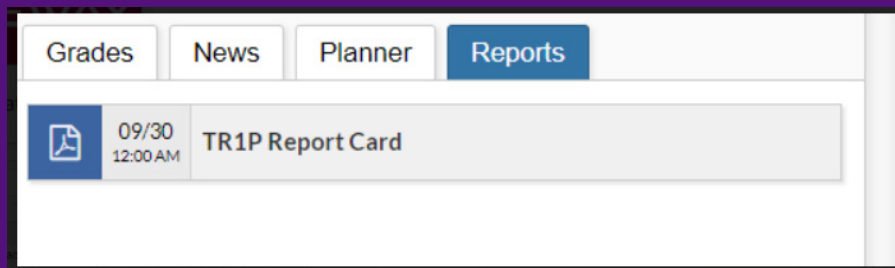 Grades
News
Planner
Reports
09/30
12:00 AM
TR1P Report Card